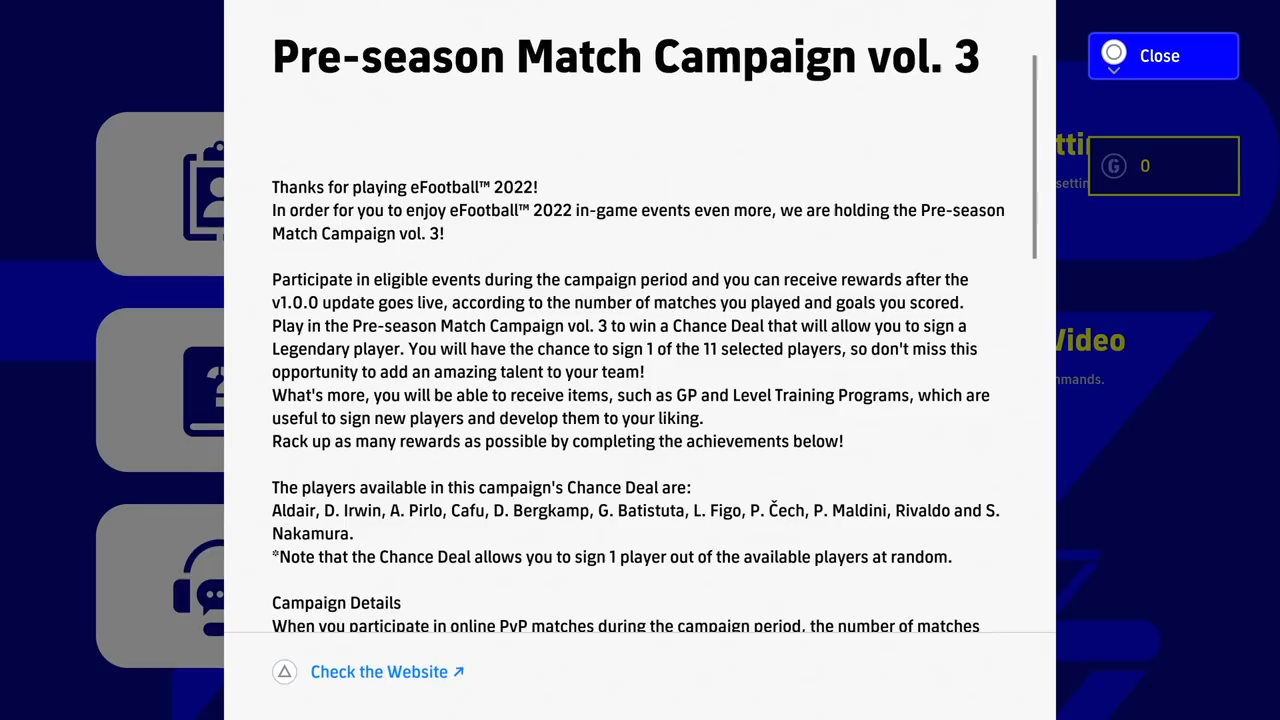 Pre-season Match Campaign vol. 3
Close
G 0
Thanks for playing eFootball™ 2022!
In order for you to enjoy eFootball™ 2022 in-game events even more, we are holding the Pre-season
Match Campaign vol. 3!
Participate in eligible events during the campaign period and you can receive rewards after the
v1.0.0 update goes live, according to the number of matches you played and goals you scored.
Play in the Pre-season Match Campaign vol. 3 to win a Chance Deal that will allow you to sign a
Legendary player. You will have the chance to sign 1 of the 11 selected players, so don't miss this
opportunity to add an amazing talent to your team!
What's more, you will be able to receive items, such as GP and Level Training Programs, which are
useful to sign new players and develop them to your liking.
Rack up as many rewards as possible by completing the achievements below!
The players available in this campaign's Chance Deal are:
Aldair, D. Irwin, A. Pirlo, Cafu, D. Bergkamp, G. Batistuta, L. Figo, P. Čech, P. Maldini, Rivaldo and S.
Nakamura.
*Note that the Chance Deal allows you to sign 1 player out of the available players at random.
Campaign Details
When you participate in online PvP matches during the campaign period, the number of matches
Check the Website
Video